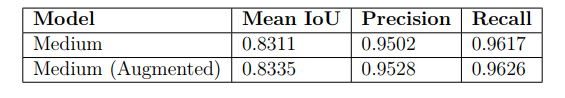 Model Mean IoU Precision Recall
Medium 0.8311 0.9502 0.9617
Medium (Augmented) 0.8335 0.9528 0.9626